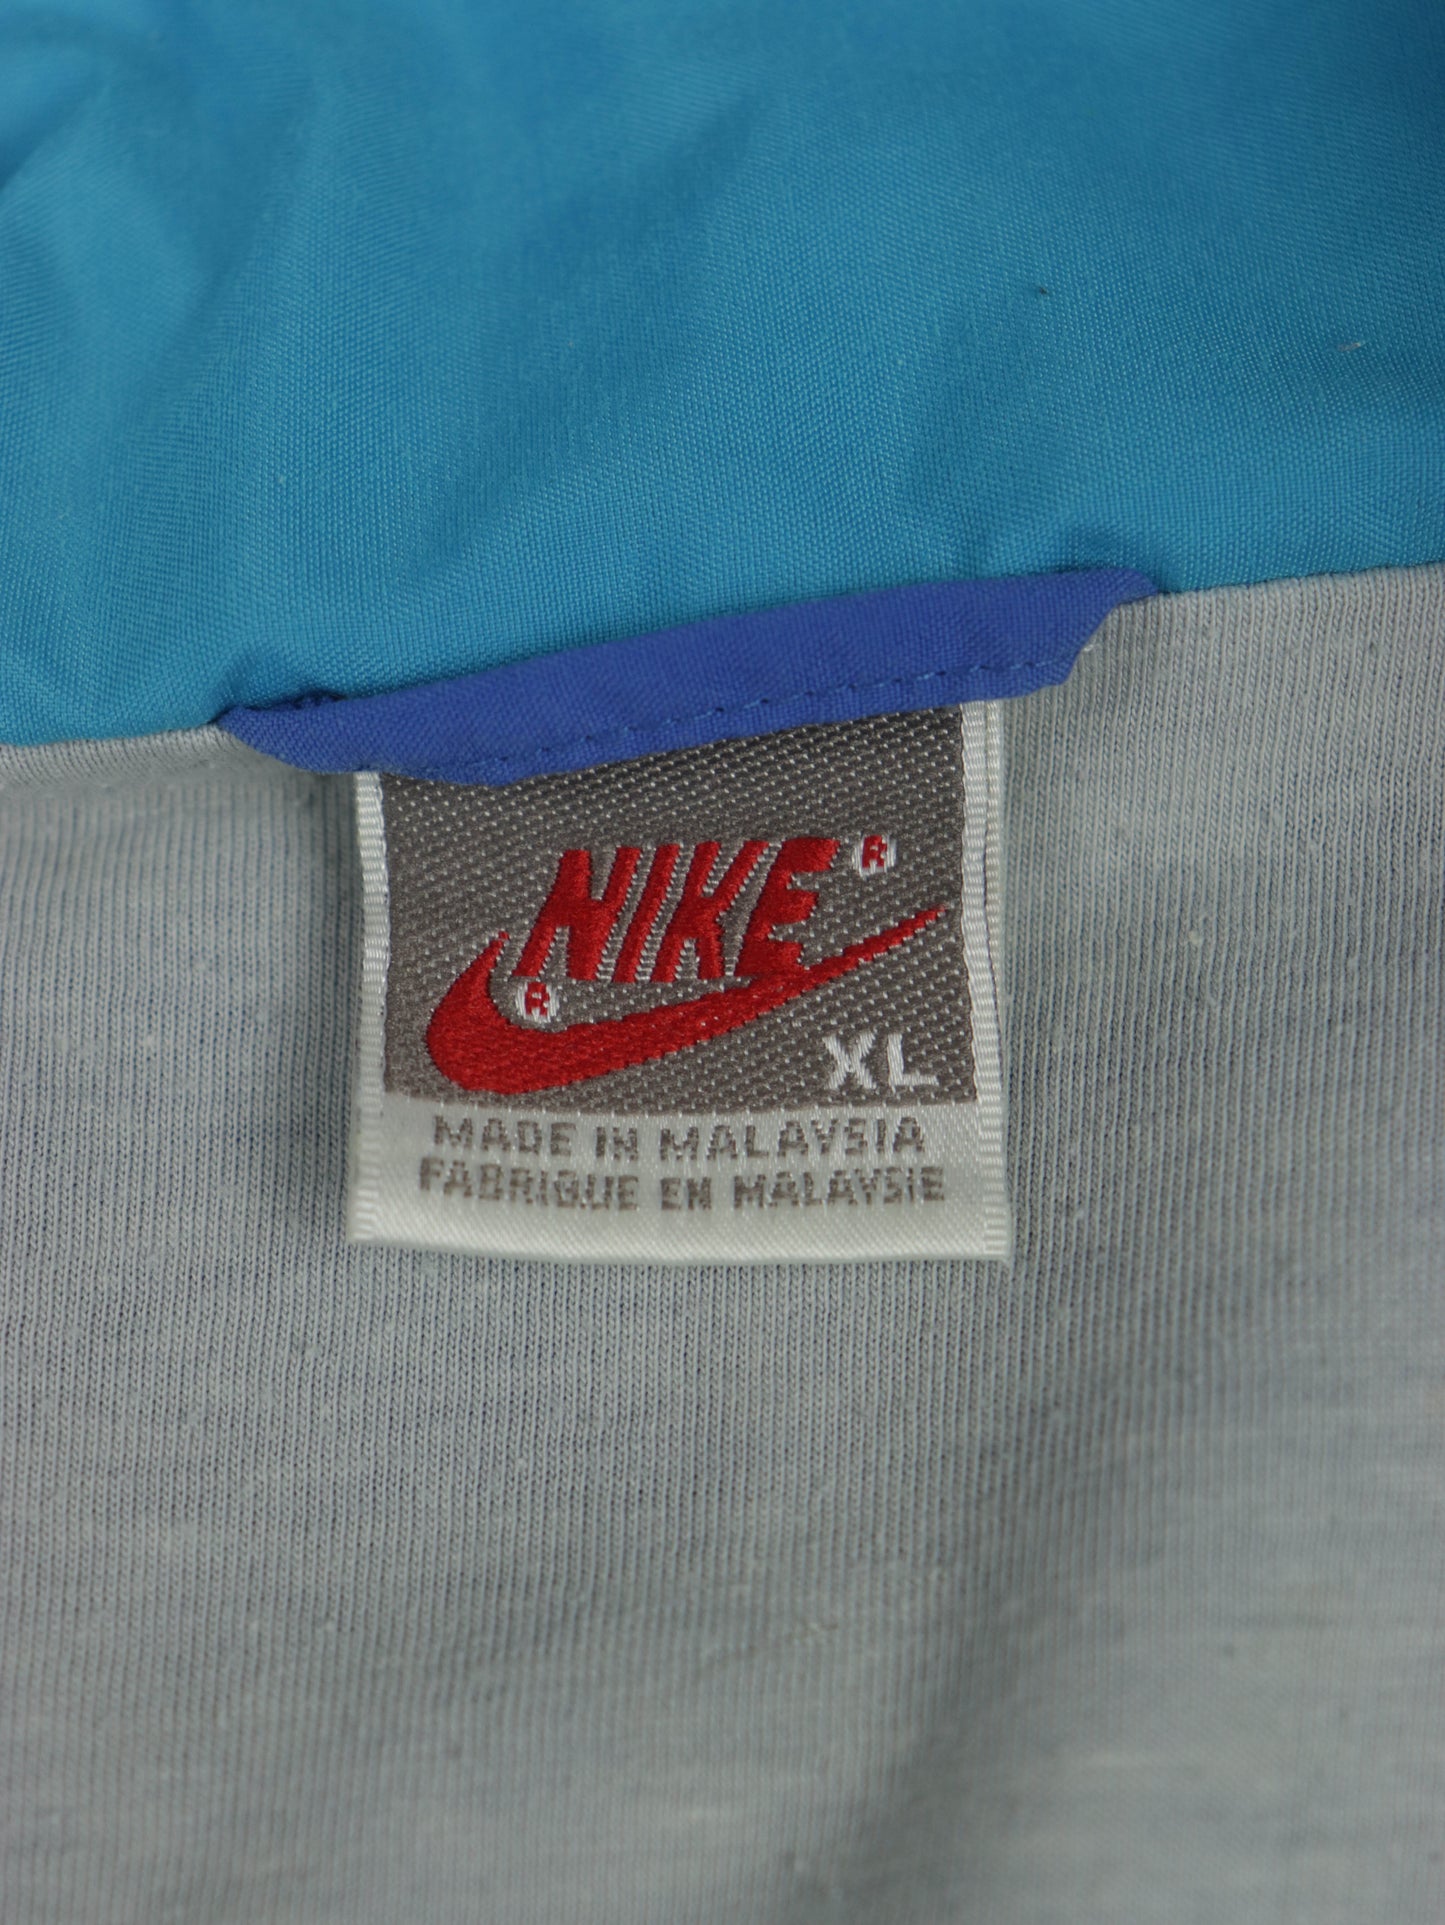 NIKE®
®
XL
MADE IN MALAYSIA
FABRIQUE EN MALAYSIE